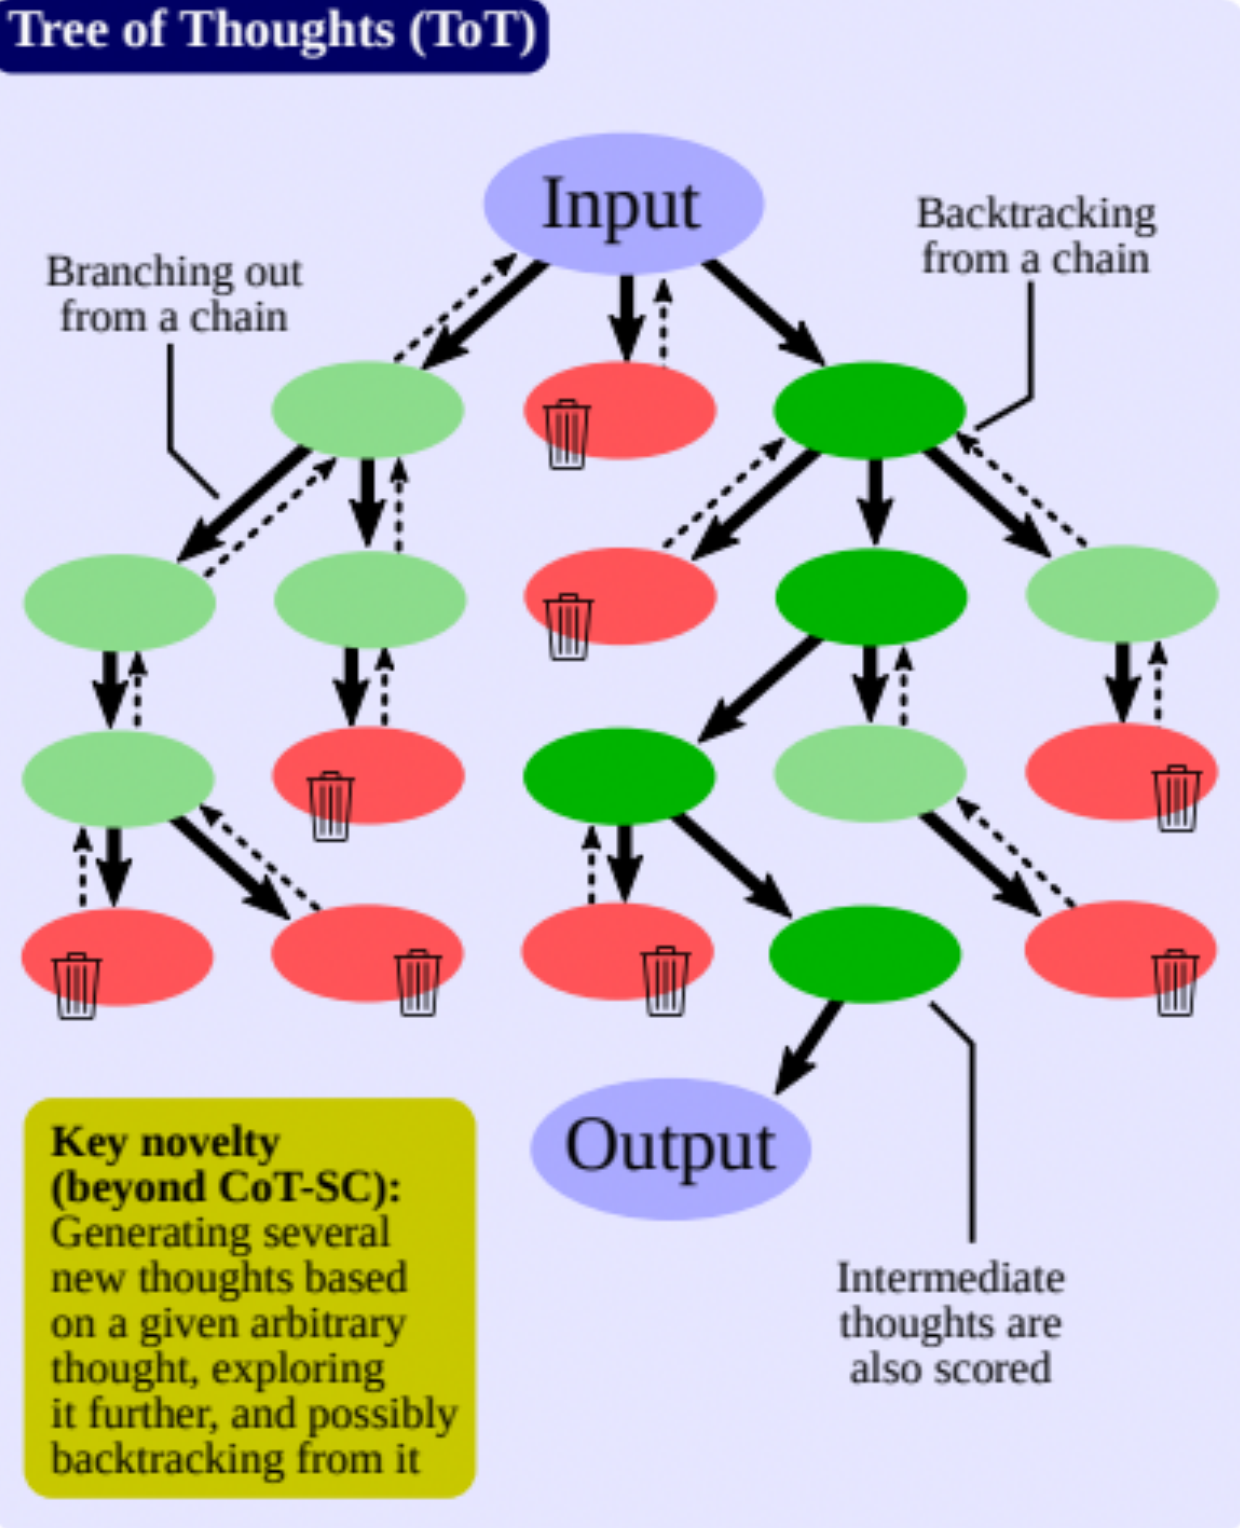 Tree of Thoughts (ToT)
Input
Backtracking
from a chain
Branching out
from a chain
Output
Key novelty
(beyond CoT-SC):
Generating several
new thoughts based
on a given arbitrary
thought, exploring
it further, and possibly
backtracking from it
Intermediate
thoughts are
also scored